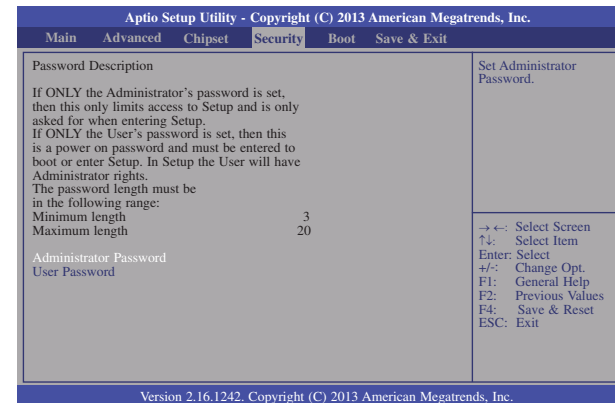 Aptio Setup Utility - Copyright (C) 2013 American Megatrends, Inc.
Main Advanced Chipset Security Boot Save & Exit
Password Description
If ONLY the Administrator's password is set,
then this only limits access to Setup and is only
asked for when entering Setup.
If ONLY the User's password is set, then this
is a power on password and must be entered to
boot or enter Setup. In Setup the User will have
Administrator rights.
The password length must be
in the following range:
Minimum length 3
Maximum length 20
Administrator Password
User Password
Set Administrator
Password.
→ ←: Select Screen
↑↓: Select Item
Enter: Select
+/-: Change Opt.
F1: General Help
F2: Previous Values
F4: Save & Reset
ESC: Exit
Version 2.16.1242. Copyright (C) 2013 American Megatrends, Inc.